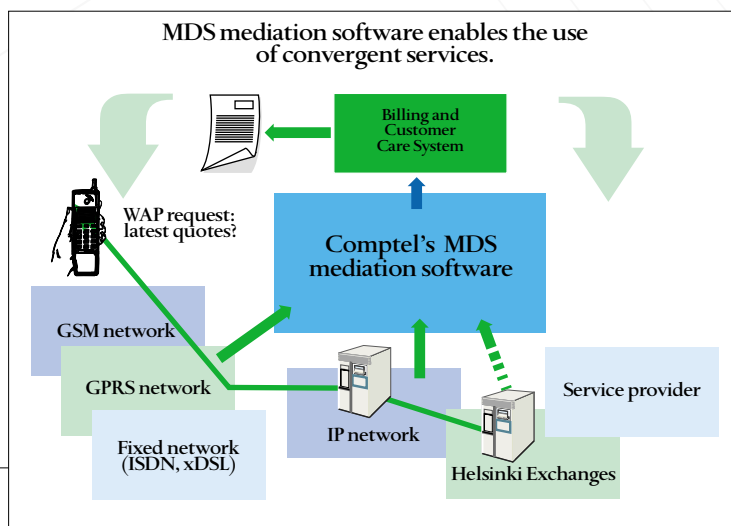 MDS mediation software enables the use
of convergent services.
Billing and
Customer
Care System
WAP request:
latest quotes?
Comptel's MDS
mediation software
GSM network
GPRS network
Fixed network
(ISDN, xDSL)
IP network
Service provider
Helsinki Exchanges